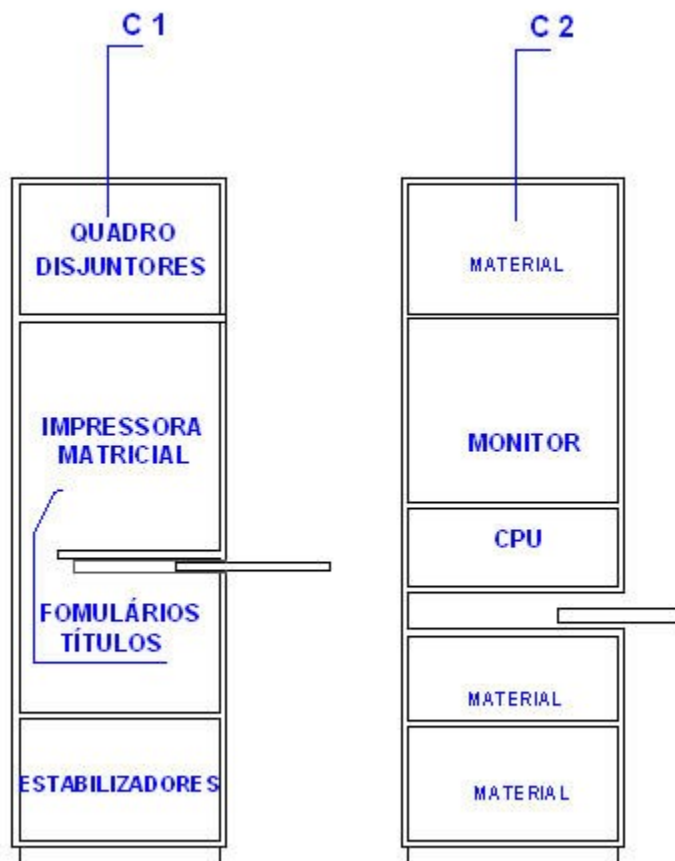 C 1
QUADRO
DISJUNTORES
IMPRESSORA
MATRICIAL
FOMULÁRIOS
TÍTULOS
ESTABILIZADORES
C 2
MATERIAL
MONITOR
CPU
MATERIAL
MATERIAL